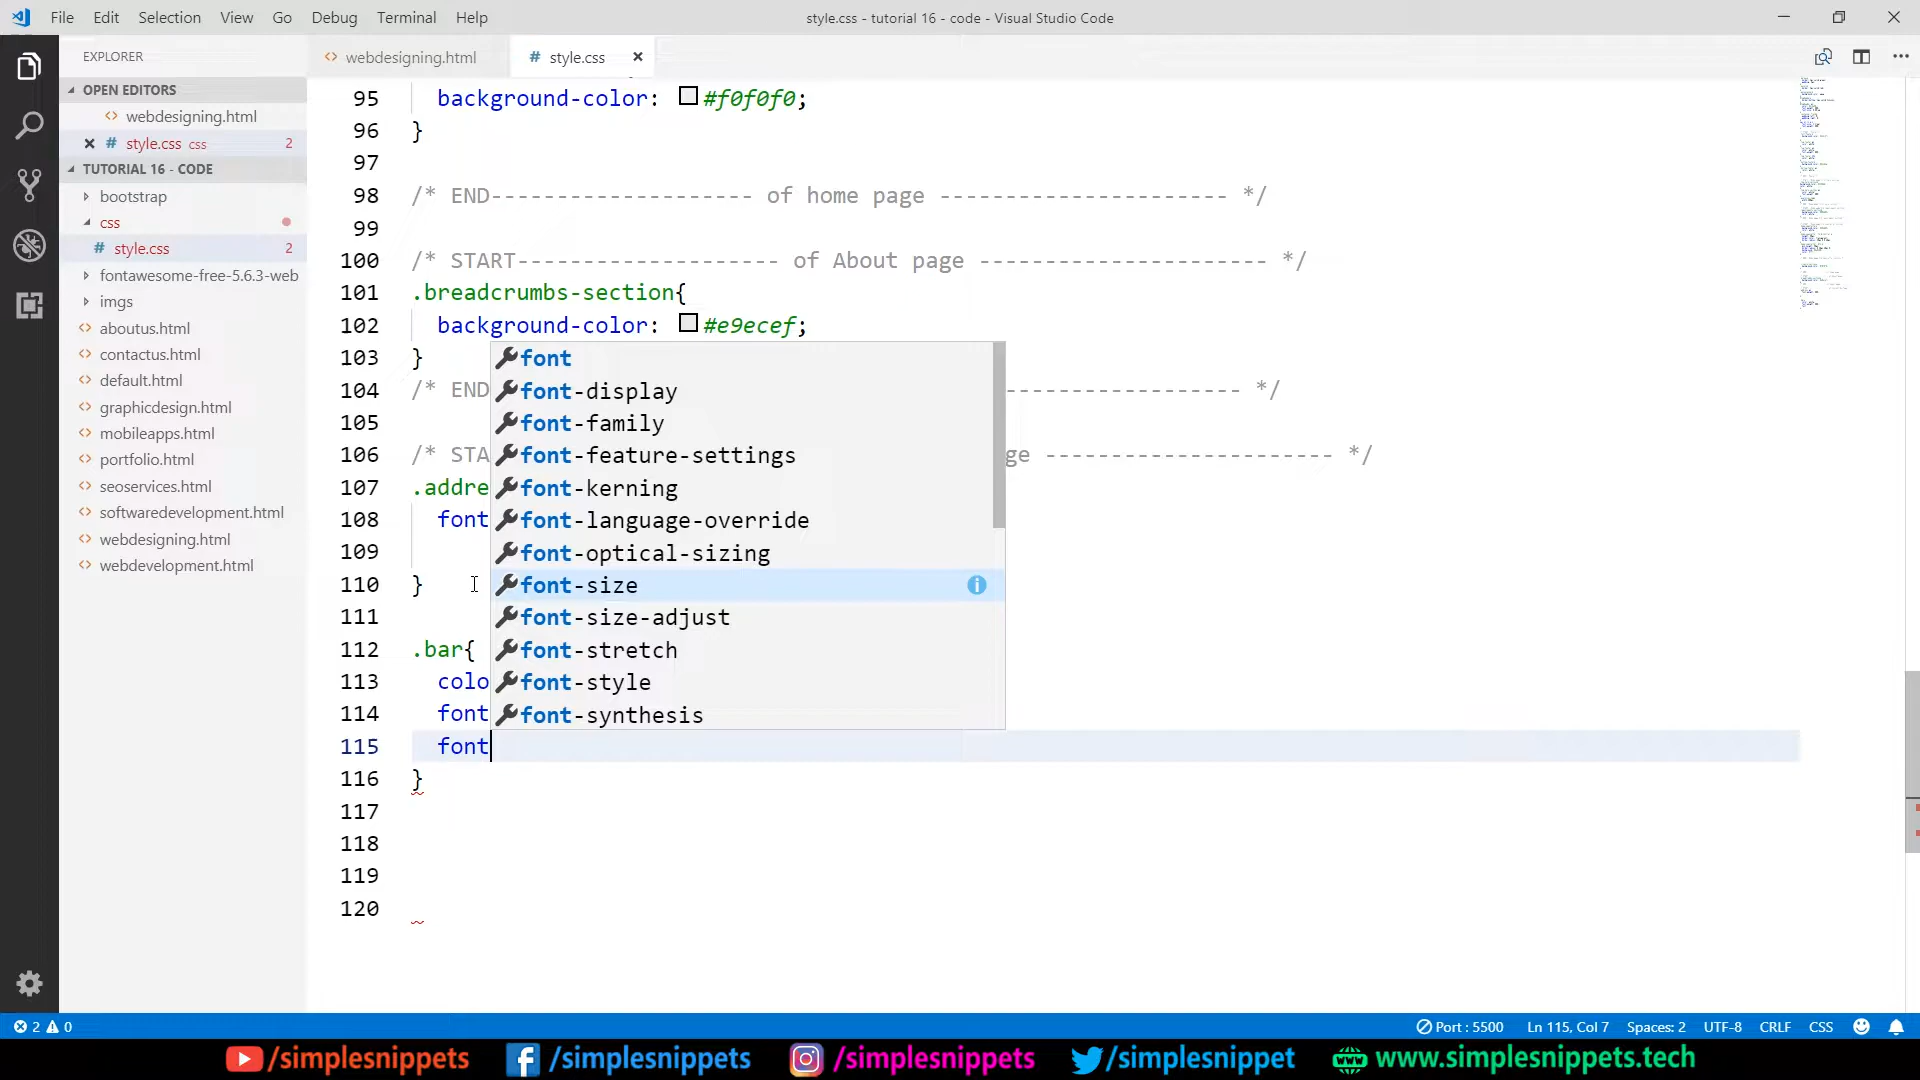 File Edit Selection View Go Debug Terminal Help
style.css - tutorial 16 - code - Visual Studio Code
EXPLORER
webdesigning.html
# style.css
OPEN EDITORS
webdesigning.html
# style.css css 2
TUTORIAL 16 - CODE
bootstrap
css
# style.css 2
fontawesome-free-5.6.3-web
imgs
aboutus.html
contactus.html
default.html
graphicdesign.html
mobileapps.html
portfolio.html
seoservices.html
softwaredevelopment.html
webdesigning.html
webdevelopment.html
95 background-color: #f0f0f0;
96 }
97
98 /* END-------------------- of home page ---------------------- */
99
100 /* START-------------------- of About page ---------------------- */
101 .breadcrumbs-section{
102 background-color: #e9ecef;
103 }
104 /* END ------------------ */
105
106 /* STA ge ---------------------- */
107 .addre
108 font
109
110 }
111
112 .bar{
113 colo
114 font
115 font
116 }
117
118
119
120
font
font-display
font-family
font-feature-settings
font-kerning
font-language-override
font-optical-sizing
font-size
font-size-adjust
font-stretch
font-style
font-synthesis
2 0
Port : 5500 Ln 115, Col 7 Spaces: 2 UTF-8 CRLF CSS
/simplesnippets /simplesnippets /simplesnippets /simplesnippet www.simplesnippets.tech